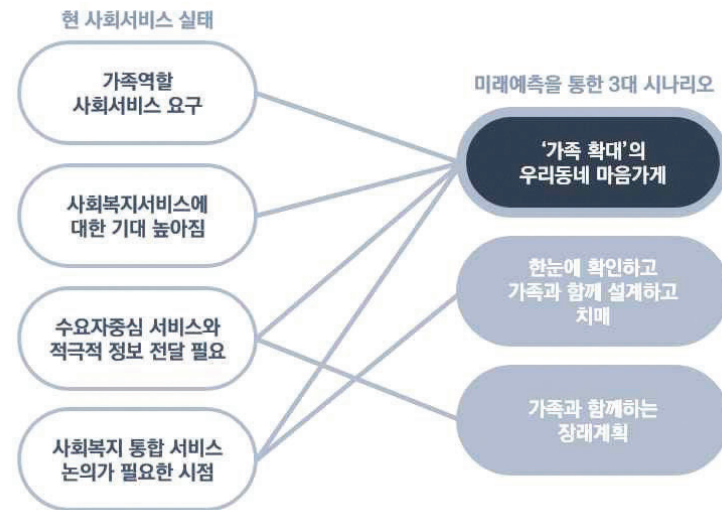 현 사회서비스 실태
가족역할
사회서비스 요구
사회복지서비스에
대한 기대 높아짐
수요자중심 서비스와
적극적 정보 전달 필요
사회복지 통합 서비스
논의가 필요한 시점
미래예측을 통한 3대 시나리오
‘가족 확대’의
우리동네 마음가게
한눈에 확인하고
가족과 함께 설계하고
치매
가족과 함께하는
장래계획